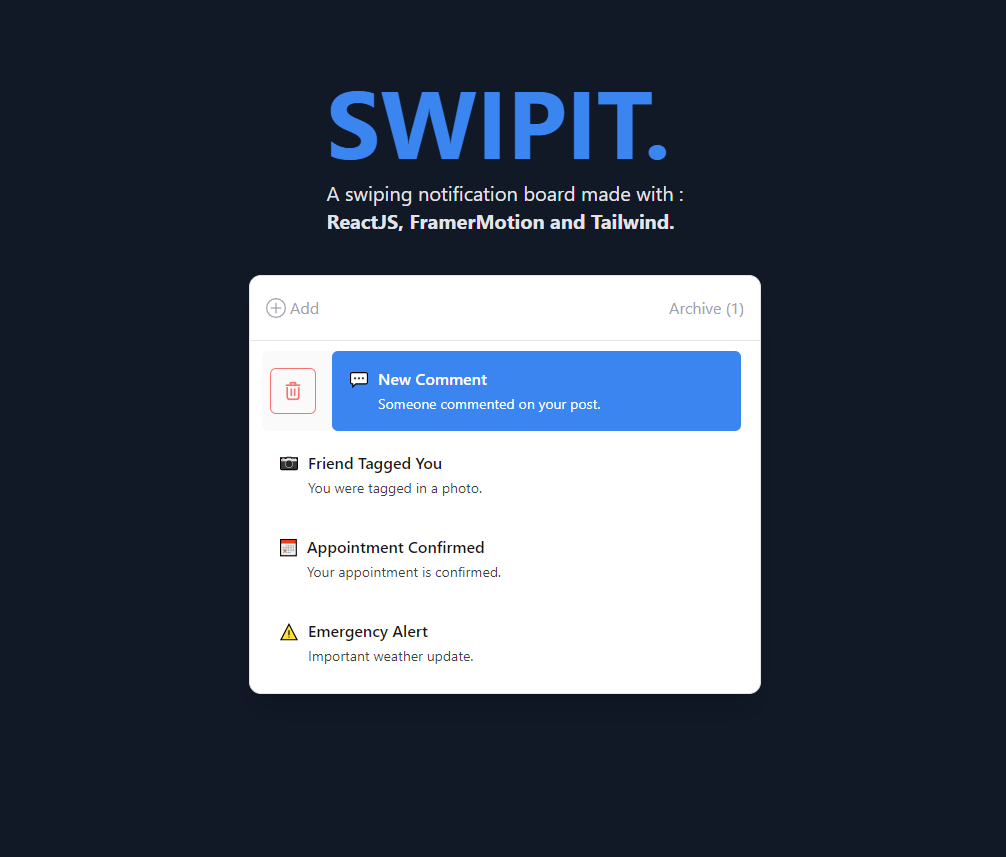 SWIPIT.
A swiping notification board made with :
ReactJS, FramerMotion and Tailwind.
Add
Archive (1)
New Comment
Someone commented on your post.
Friend Tagged You
You were tagged in a photo.
Appointment Confirmed
Your appointment is confirmed.
Emergency Alert
Important weather update.